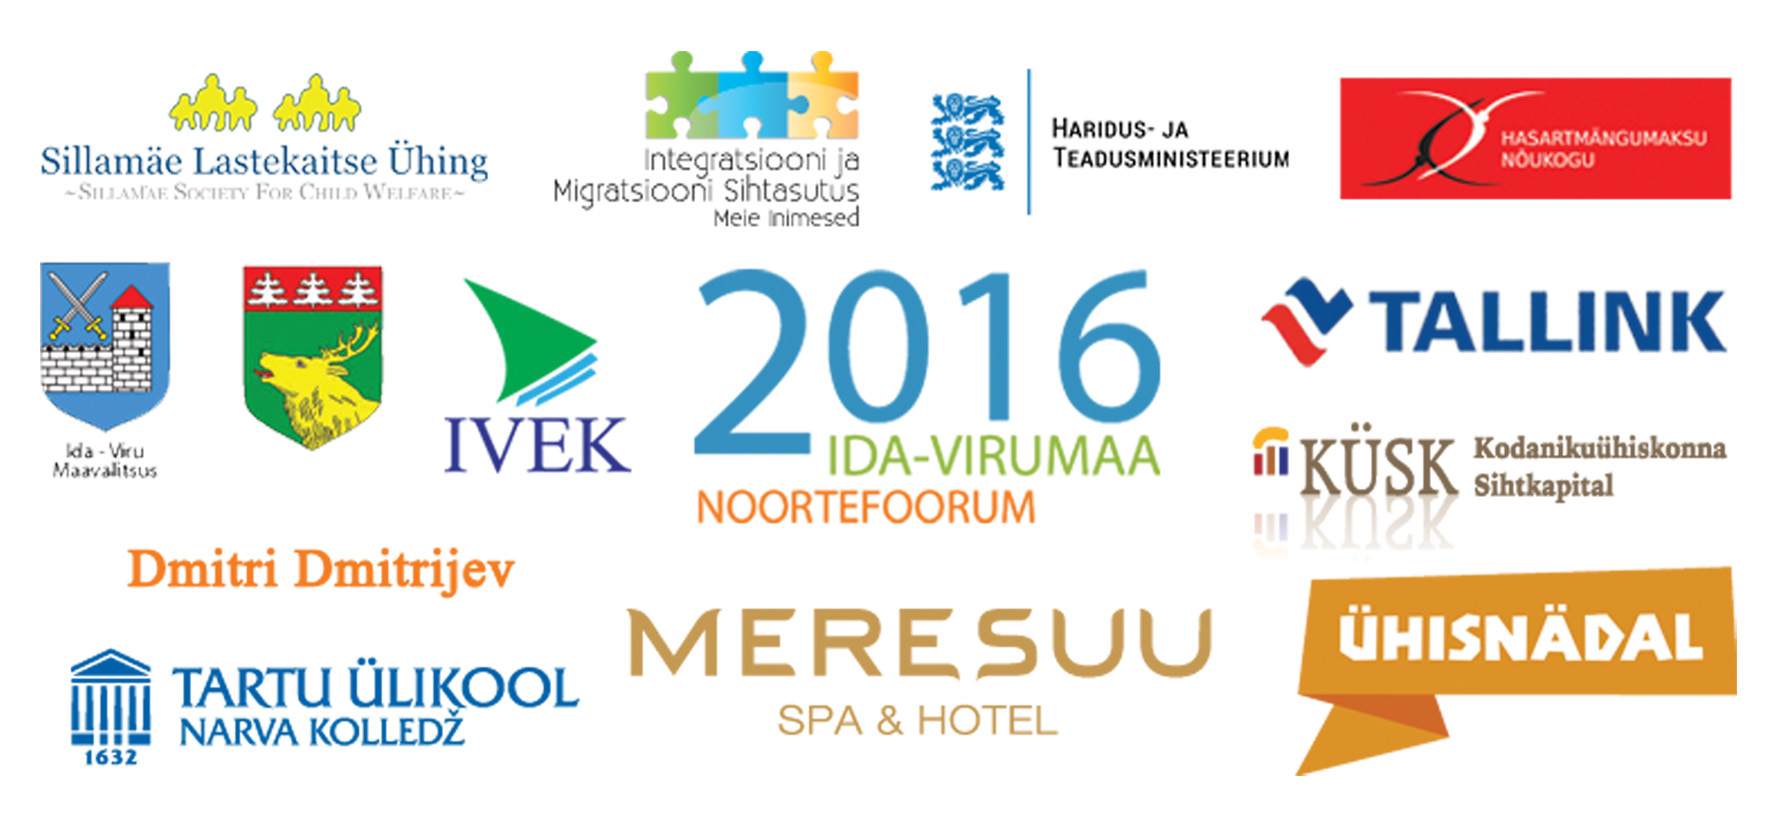 Sillamäe Lastekaitse Ühing
~Sillamäe Society For Child Welfare~
Integratsiooni ja
Migratsiooni Sihtasutus
Meie Inimesed
Haridus- ja
Teadusministeerium
HASARTMÄNGUMAKSU
NÕUKOGU
Ida - Viru
Maavalitsus
IVEK
2016
IDA-VIRUMAA
NOORTEFOORUM
TALLINK
KÜSK
Kodanikuühiskonna
Sihtkapital
Dmitri Dmitrijev
TARTU ÜLIKOOL
NARVA KOLLEDŽ
1632
MERESUU
SPA & HOTEL
ÜHISNÄDAL